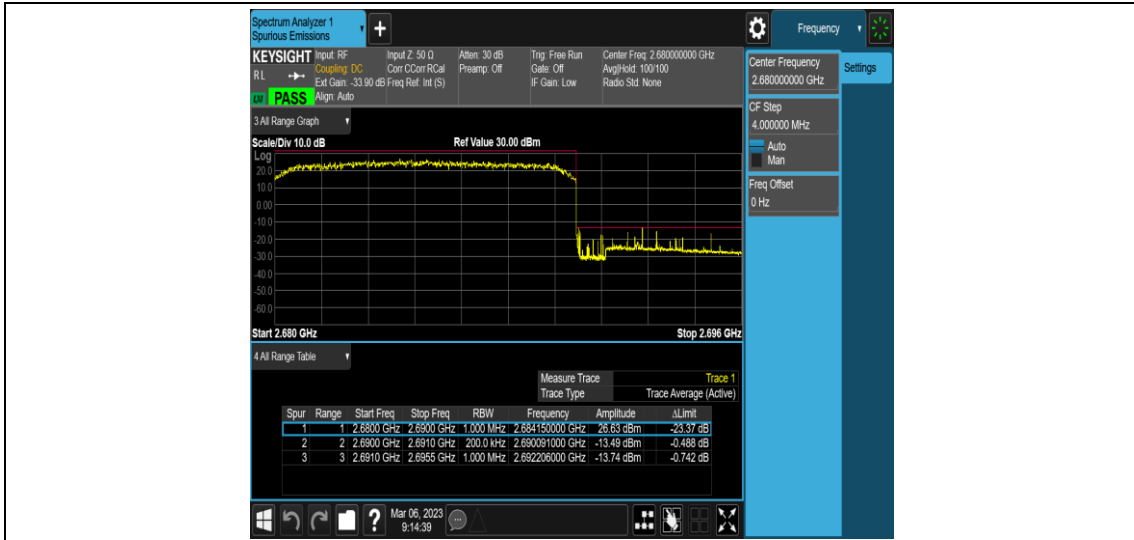 Spectrum Analyzer 1
Spurious Emissions
+
Frequency
KEYSIGHT Input: RF Input Z: 50 Ω Atten: 30 dB Trig: Free Run Center Freq: 2.680000000 GHz
RL Coupling: DC Corr CCorr RCal Preamp: Off Gate: Off Avg|Hold: 100/100
Ext Gain: -33.90 dB Freq Ref: Int (S) IF Gain: Low Radio Std: None
LXI PASS Align: Auto
Center Frequency
2.680000000 GHz
Settings
CF Step
4.000000 MHz
Auto
Man
Freq Offset
0 Hz
3 All Range Graph
Scale/Div 10.0 dB Ref Value 30.00 dBm
Log
20.0
10.0
0.00
-10.0
-20.0
-30.0
-40.0
-50.0
-60.0
Start 2.680 GHz Stop 2.696 GHz
4 All Range Table
Measure Trace Trace 1
Trace Type Trace Average (Active)
Spur Range Start Freq Stop Freq RBW Frequency Amplitude ΔLimit
1 1 2.6800 GHz 2.6900 GHz 1.000 MHz 2.684150000 GHz 26.63 dBm -23.37 dB
2 2 2.6900 GHz 2.6910 GHz 200.0 kHz 2.690091000 GHz -13.49 dBm -0.488 dB
3 3 2.6910 GHz 2.6955 GHz 1.000 MHz 2.692206000 GHz -13.74 dBm -0.742 dB
?
Mar 06, 2023
9:14:39